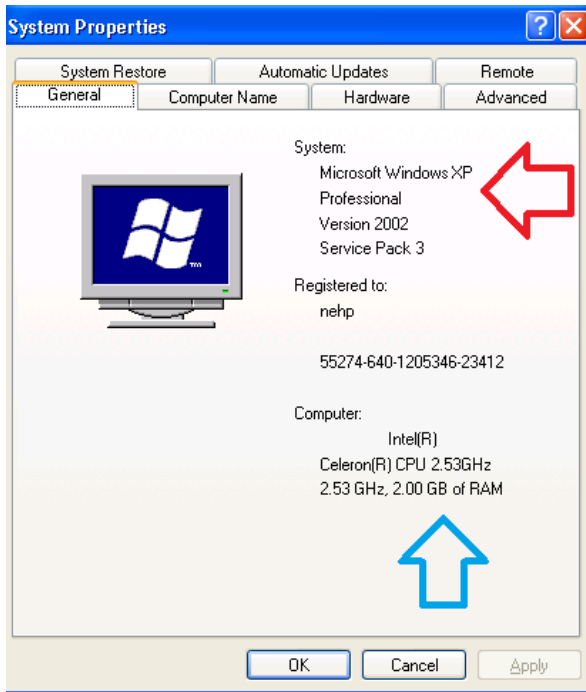 System Properties
System Restore Automatic Updates Remote
General Computer Name Hardware Advanced
System:
Microsoft Windows XP
Professional
Version 2002
Service Pack 3
Registered to:
nehp
55274-640-1205346-23412
Computer:
Intel(R)
Celeron(R) CPU 2.53GHz
2.53 GHz, 2.00 GB of RAM
OK Cancel Apply